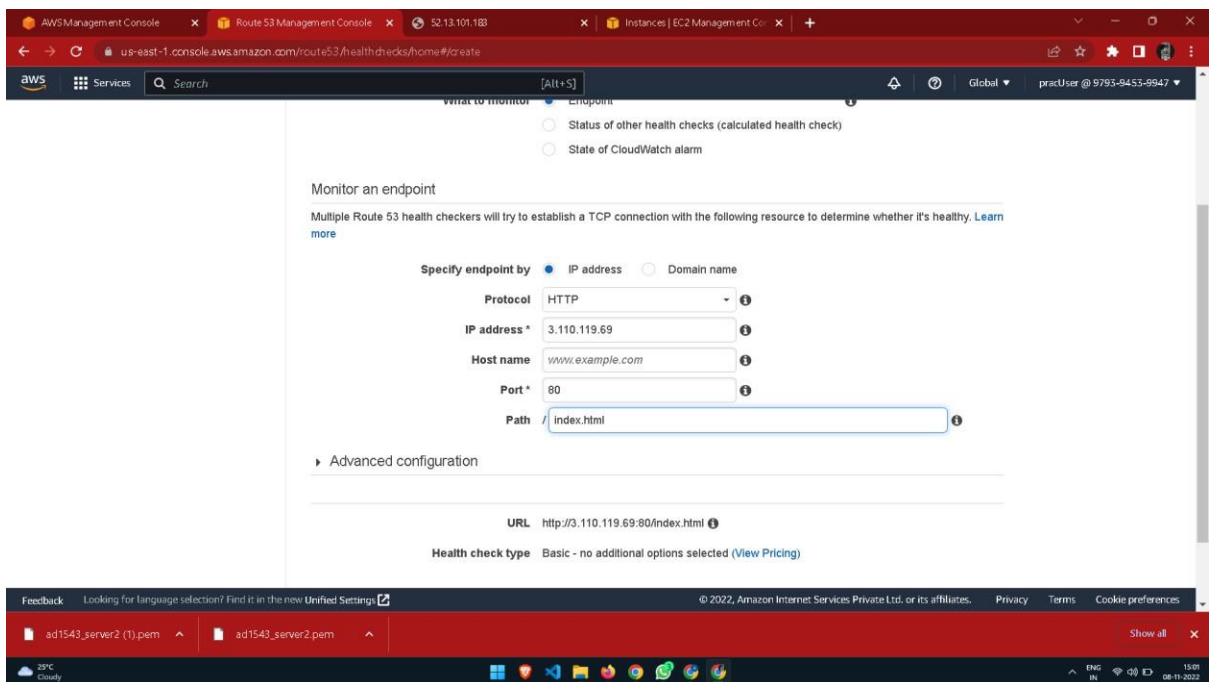 AWS Management Console
Route 53 Management Console
52.13.101.183
Instances | EC2 Management Con
us-east-1.console.aws.amazon.com/route53/healthchecks/home#/create
aws Services Search [Alt+S] Global pracUser @ 9793-9453-9947
What to monitor Endpoint
Status of other health checks (calculated health check)
State of CloudWatch alarm
Monitor an endpoint
Multiple Route 53 health checkers will try to establish a TCP connection with the following resource to determine whether it's healthy. Learn
more
Specify endpoint by IP address Domain name
Protocol HTTP
IP address * 3.110.119.69
Host name www.example.com
Port * 80
Path / index.html
Advanced configuration
URL http://3.110.119.69:80/index.html
Health check type Basic - no additional options selected (View Pricing)
Feedback Looking for language selection? Find it in the new Unified Settings © 2022, Amazon Internet Services Private Ltd. or its affiliates. Privacy Terms Cookie preferences
ad1543_server2 (1).pem ad1543_server2.pem Show all
25°C
Cloudy
ENG
IN
15:01
08-11-2022